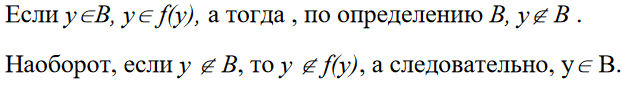 Если y∈B, y∈ f(y), а тогда , по определению B, y∉ B .
Наоборот, если y ∉ B, то y ∉ f(y), а следовательно, y∈ B.